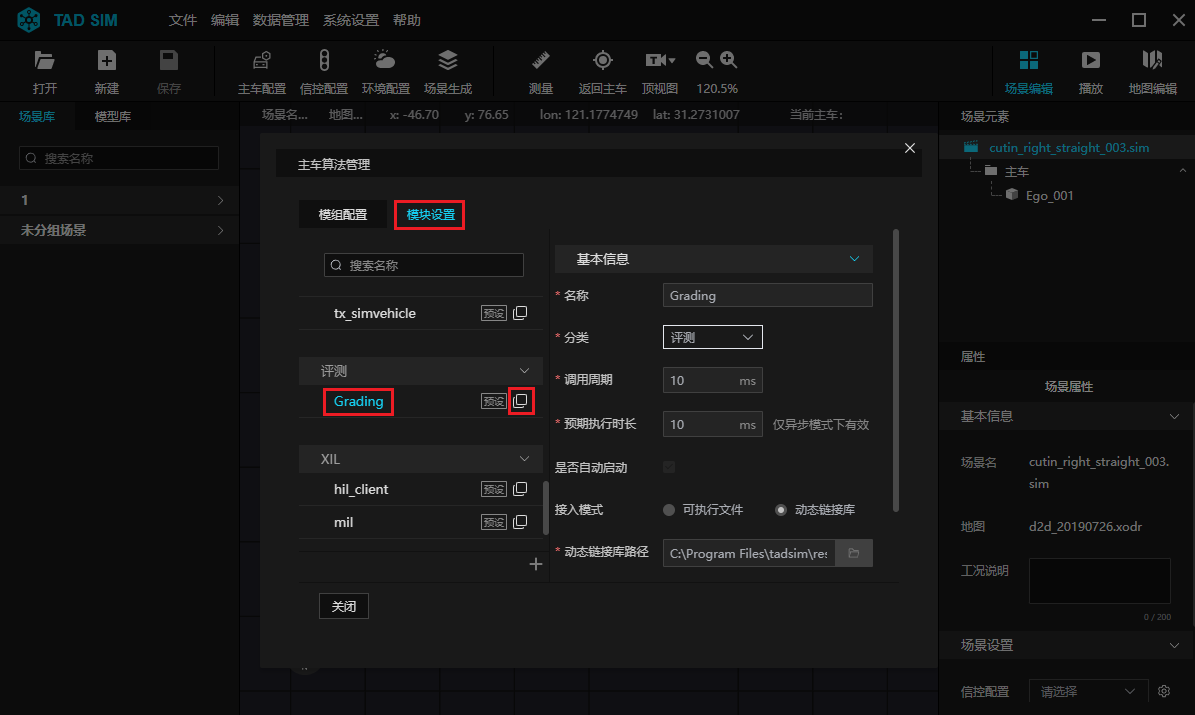 TAD SIM 文件 编辑 数据管理 系统设置 帮助
打开 新建 保存 主车配置 信控配置 环境配置 场景生成 测量 返回主车 顶视图 120.5% 场景编辑 播放 地图编辑
场景库 模型库
搜索名称
1
未分组场景
场景名... 地图... x: -46.70 y: 76.65 lon: 121.1774749 lat: 31.2731007 当前主车:
主车算法管理
模组配置 模块设置
搜索名称
tx_simvehicle 预设
评测
Grading 预设
XIL
hil_client 预设
mil 预设
关闭
基本信息
* 名称 Grading
* 分类 评测
* 调用周期 10 ms
* 预期执行时长 10 ms 仅异步模式下有效
是否自动启动
接入模式 可执行文件 动态链接库
* 动态链接库路径 C:\Program Files\tadsim\res
场景元素
cutin_right_straight_003.sim
主车
Ego_001
属性
场景属性
基本信息
场景名 cutin_right_straight_003.
sim
地图 d2d_20190726.xodr
工况说明
0 / 200
场景设置
信控配置 请选择